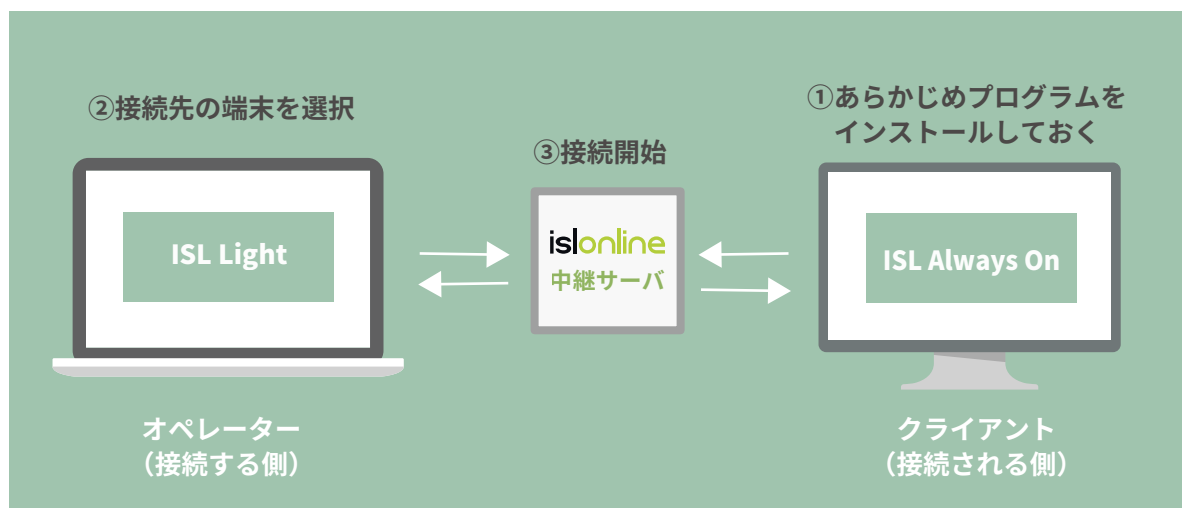 ②接続先の端末を選択
ISL Light
オペレーター
（接続する側）
③接続開始
islonline
中継サーバ
①あらかじめプログラムを
インストールしておく
ISL Always On
クライアント
（接続される側）